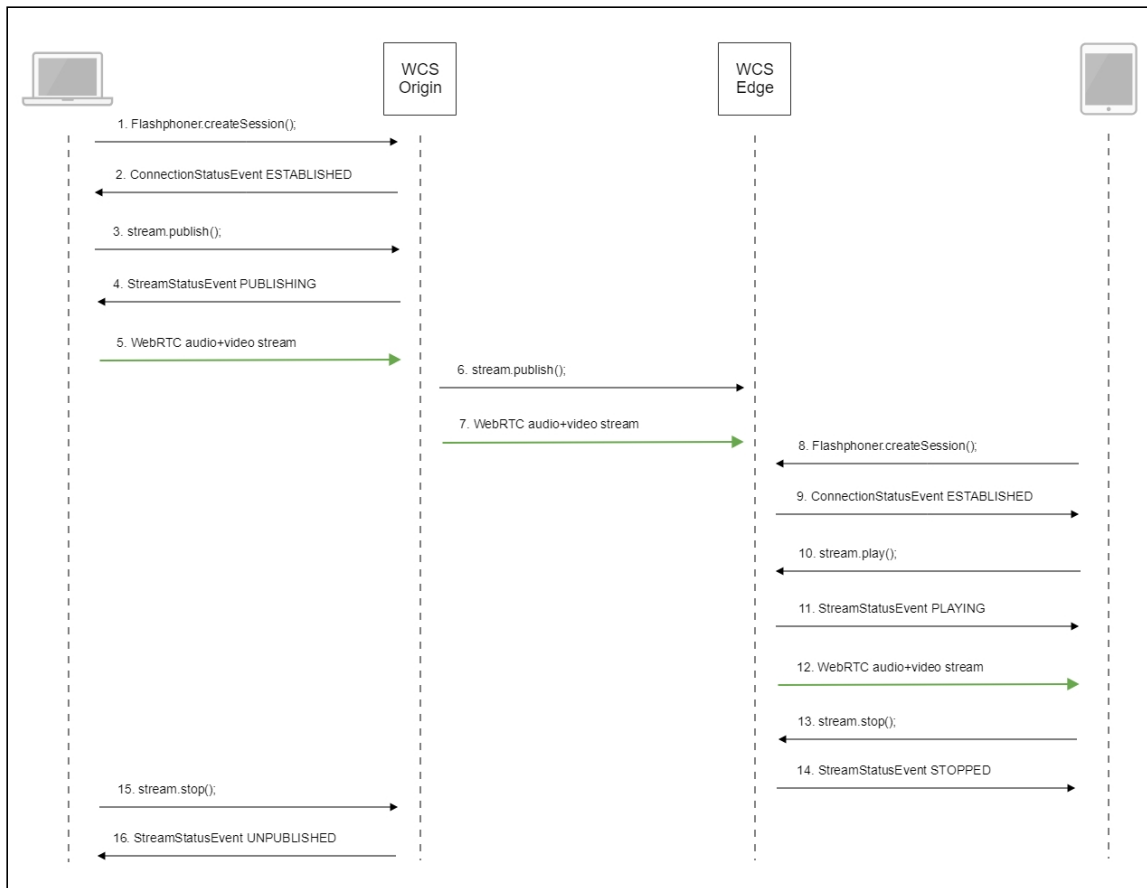 WCS
Origin
WCS
Edge
1. Flashphoner.createSession();
2. ConnectionStatusEvent ESTABLISHED
3. stream.publish();
4. StreamStatusEvent PUBLISHING
5. WebRTC audio+video stream
6. stream.publish();
7. WebRTC audio+video stream
8. Flashphoner.createSession();
9. ConnectionStatusEvent ESTABLISHED
10. stream.play();
11. StreamStatusEvent PLAYING
12. WebRTC audio+video stream
13. stream.stop();
14. StreamStatusEvent STOPPED
15. stream.stop();
16. StreamStatusEvent UNPUBLISHED